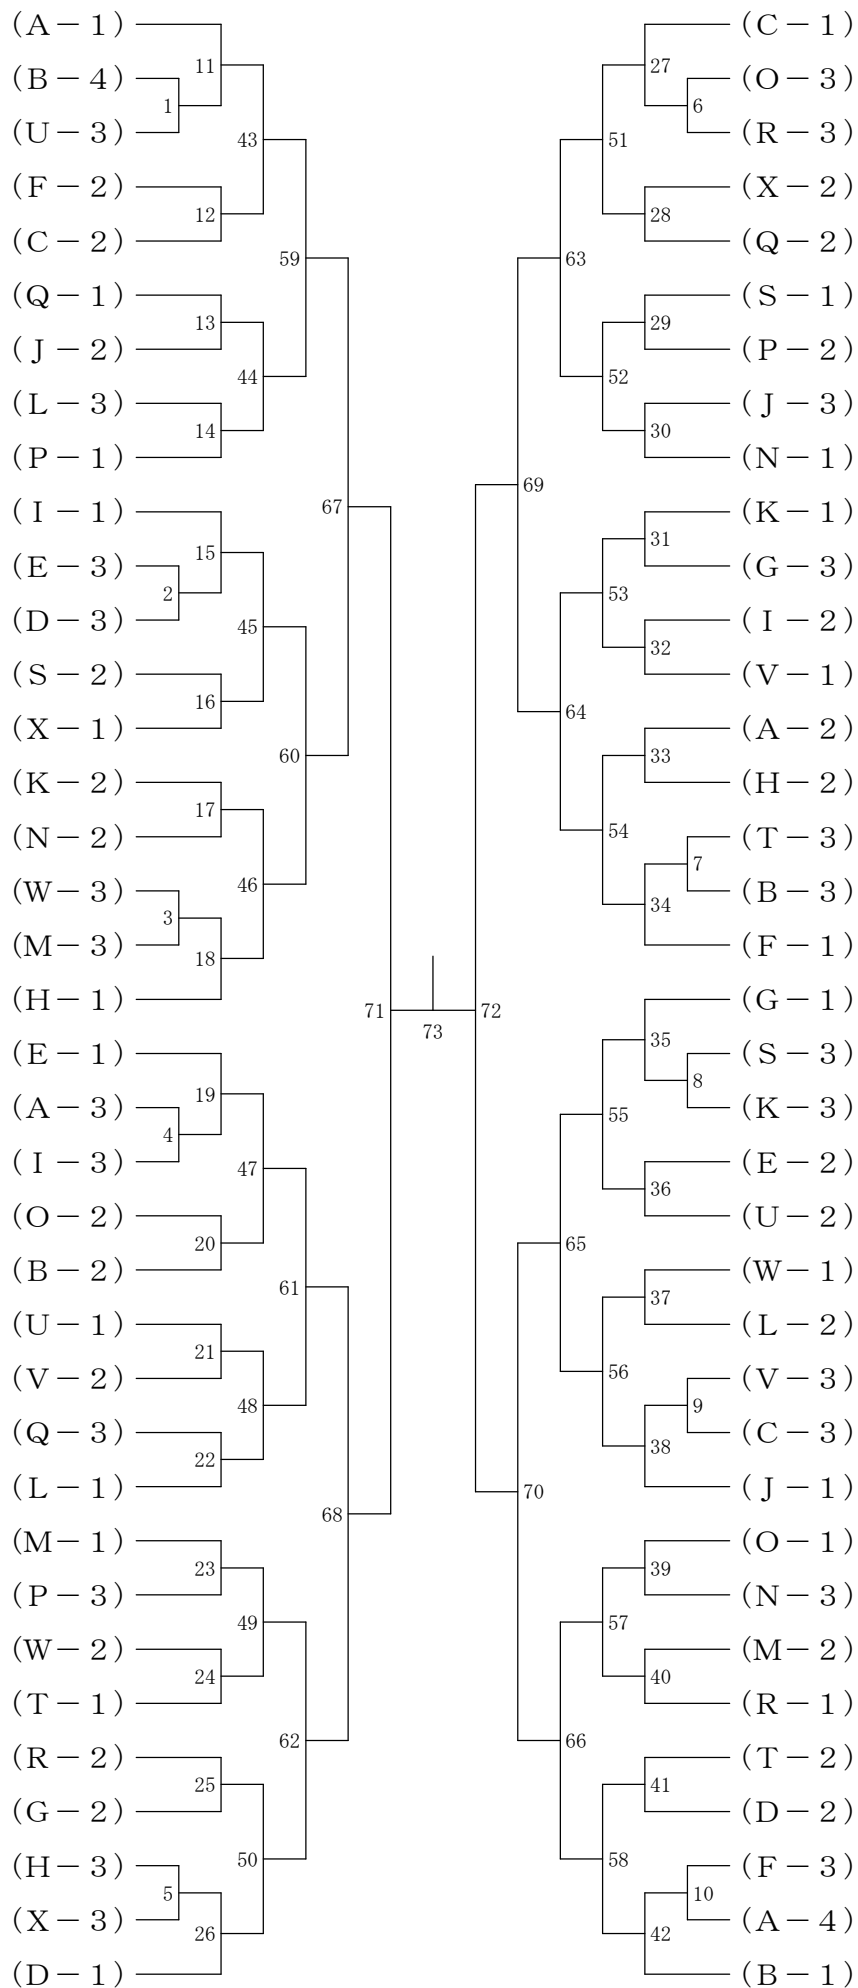 （Ａ－１）
（Ｂ－４）
（Ｕ－３）
（Ｆ－２）
（Ｃ－２）
（Ｑ－１）
（Ｊ－２）
（Ｌ－３）
（Ｐ－１）
（Ｉ－１）
（Ｅ－３）
（Ｄ－３）
（Ｓ－２）
（Ｘ－１）
（Ｋ－２）
（Ｎ－２）
（Ｗ－３）
（Ｍ－３）
（Ｈ－１）
（Ｅ－１）
（Ａ－３）
（Ｉ－３）
（Ｏ－２）
（Ｂ－２）
（Ｕ－１）
（Ｖ－２）
（Ｑ－３）
（Ｌ－１）
（Ｍ－１）
（Ｐ－３）
（Ｗ－２）
（Ｔ－１）
（Ｒ－２）
（Ｇ－２）
（Ｈ－３）
（Ｘ－３）
（Ｄ－１）
1
2
3
4
5
11
12
13
14
15
16
17
18
19
20
21
22
23
24
25
26
43
44
45
46
47
48
49
50
59
60
61
62
67
68
71
73
72
69
70
63
64
65
66
51
52
53
54
55
56
57
58
27
28
29
30
31
32
33
34
35
36
37
38
39
40
41
42
6
7
8
9
10
（Ｃ－１）
（Ｏ－３）
（Ｒ－３）
（Ｘ－２）
（Ｑ－２）
（Ｓ－１）
（Ｐ－２）
（Ｊ－３）
（Ｎ－１）
（Ｋ－１）
（Ｇ－３）
（Ｉ－２）
（Ｖ－１）
（Ａ－２）
（Ｈ－２）
（Ｔ－３）
（Ｂ－３）
（Ｆ－１）
（Ｇ－１）
（Ｓ－３）
（Ｋ－３）
（Ｅ－２）
（Ｕ－２）
（Ｗ－１）
（Ｌ－２）
（Ｖ－３）
（Ｃ－３）
（Ｊ－１）
（Ｏ－１）
（Ｎ－３）
（Ｍ－２）
（Ｒ－１）
（Ｔ－２）
（Ｄ－２）
（Ｆ－３）
（Ａ－４）
（Ｂ－１）